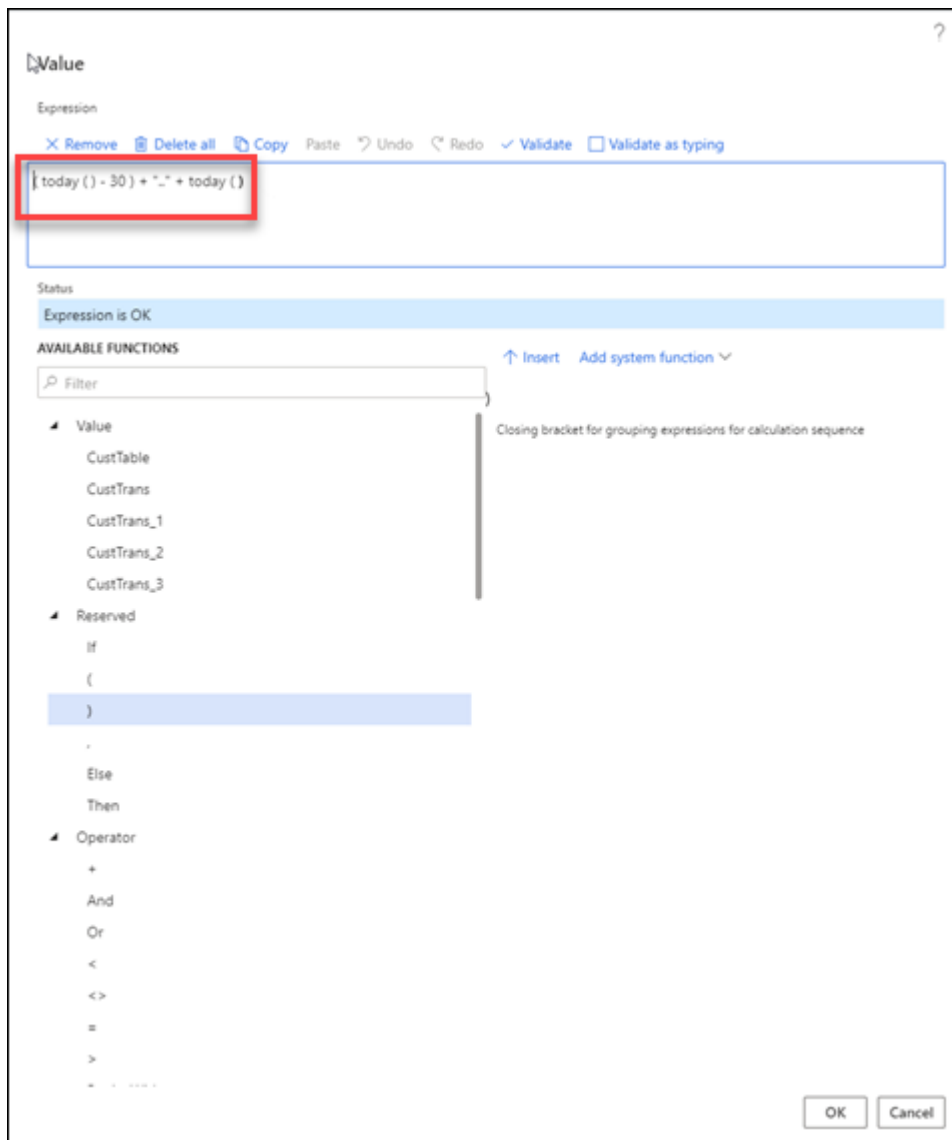 ?
Value
Expression
Remove Delete all Copy Paste Undo Redo Validate Validate as typing
( today ( ) - 30 ) + ".." + today ( )
Status
Expression is OK
AVAILABLE FUNCTIONS
Insert Add system function
Filter
)
Value
Closing bracket for grouping expressions for calculation sequence
CustTable
CustTrans
CustTrans_1
CustTrans_2
CustTrans_3
Reserved
If
(
)
,
Else
Then
Operator
+
And
Or
<
<>
=
>
OK Cancel